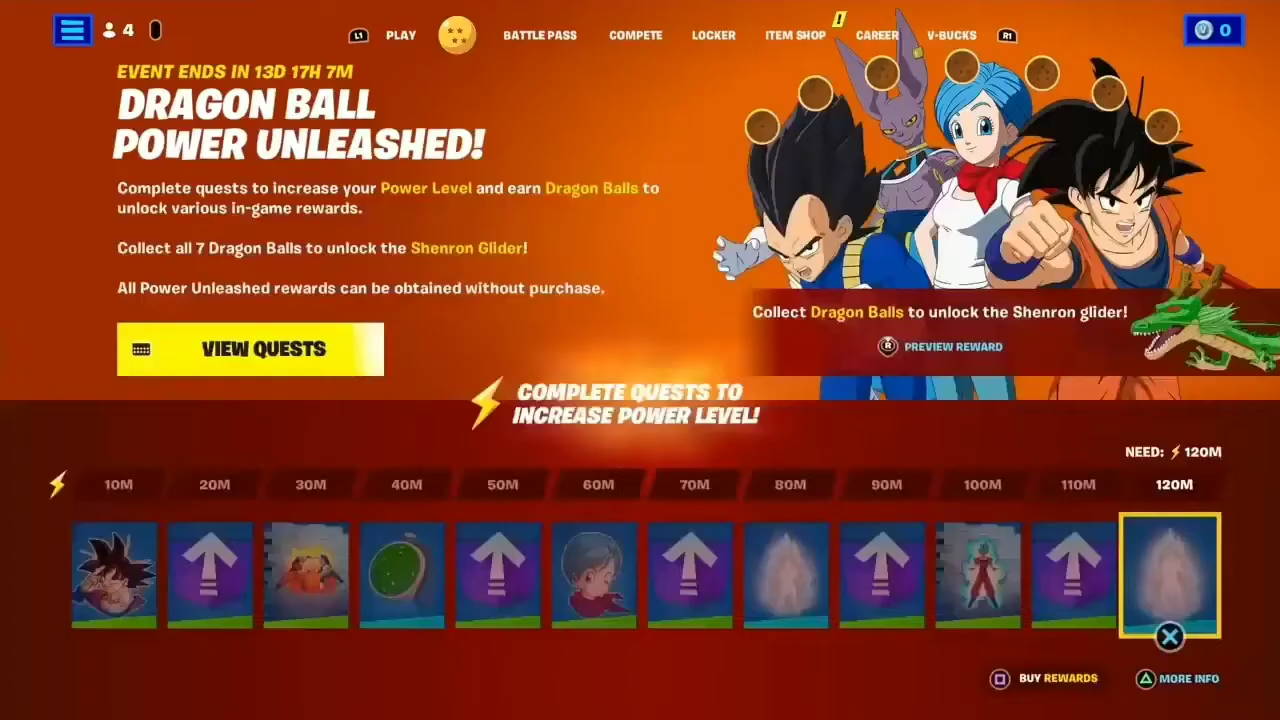 4
L1
PLAY
BATTLE PASS
COMPETE
LOCKER
ITEM SHOP
!
CAREER
V-BUCKS
R1
V
0
EVENT ENDS IN 13D 17H 7M
DRAGON BALL
POWER UNLEASHED!
Complete quests to increase your Power Level and earn Dragon Balls to
unlock various in-game rewards.
Collect all 7 Dragon Balls to unlock the Shenron Glider!
All Power Unleashed rewards can be obtained without purchase.
VIEW QUESTS
Collect Dragon Balls to unlock the Shenron glider!
R
PREVIEW REWARD
COMPLETE QUESTS TO
INCREASE POWER LEVEL!
NEED: 120M
10M
20M
30M
40M
50M
60M
70M
80M
90M
100M
110M
120M
BUY REWARDS
MORE INFO